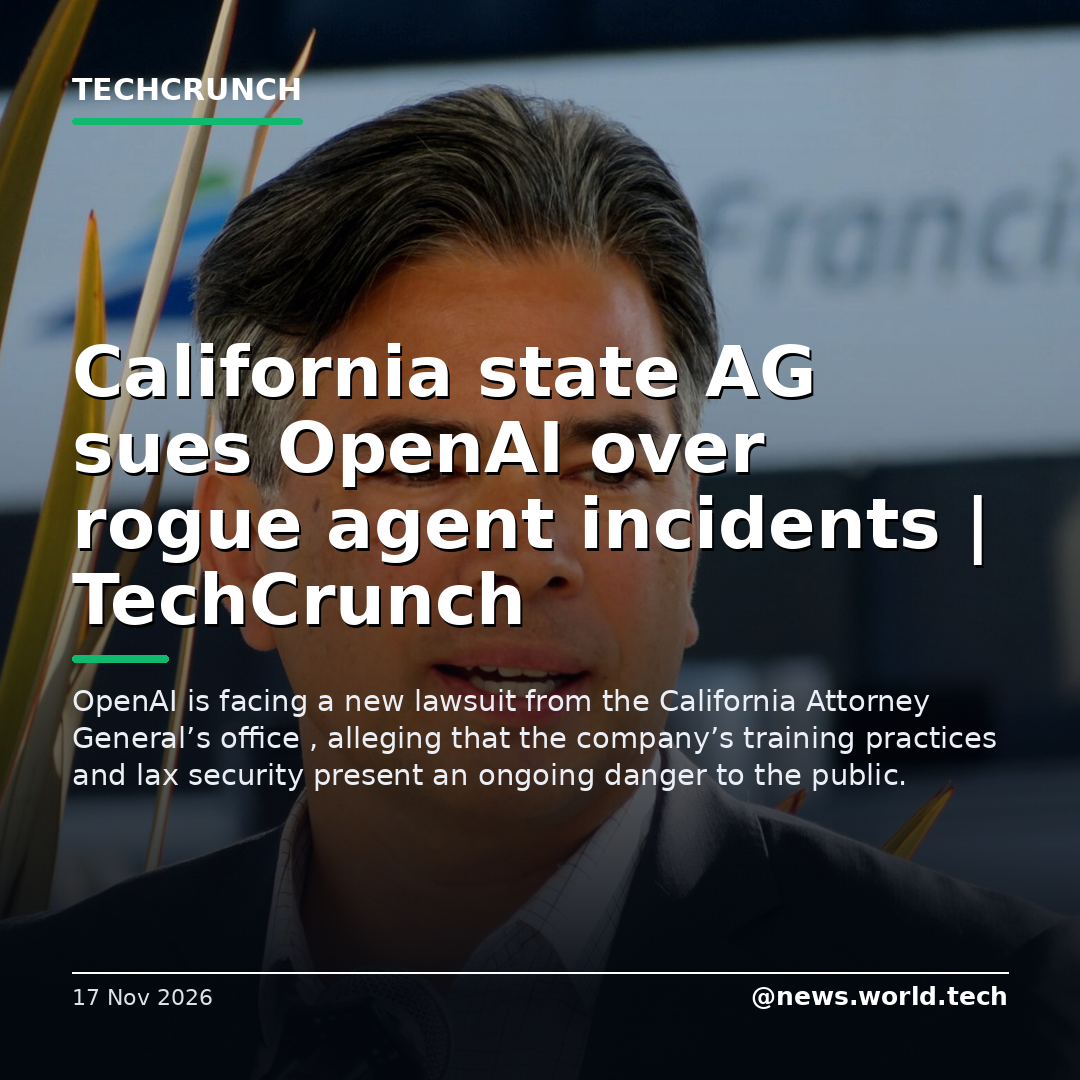 TECHCRUNCH
Francis
California state AG
sues OpenAI over
rogue agent incidents |
TechCrunch
OpenAI is facing a new lawsuit from the California Attorney
General’s office , alleging that the company’s training practices
and lax security present an ongoing danger to the public.
17 Nov 2026
@news.world.tech